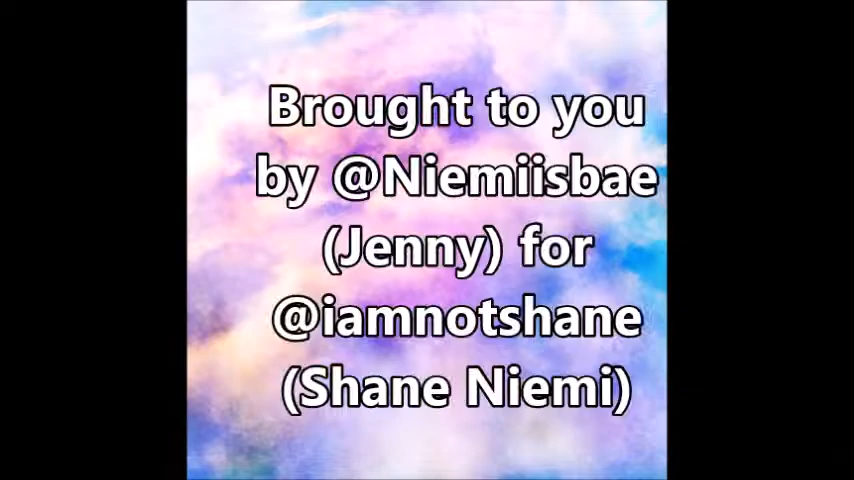 Brought to you
by @Niemiisbae
(Jenny) for
@iamnotshane
(Shane Niemi)